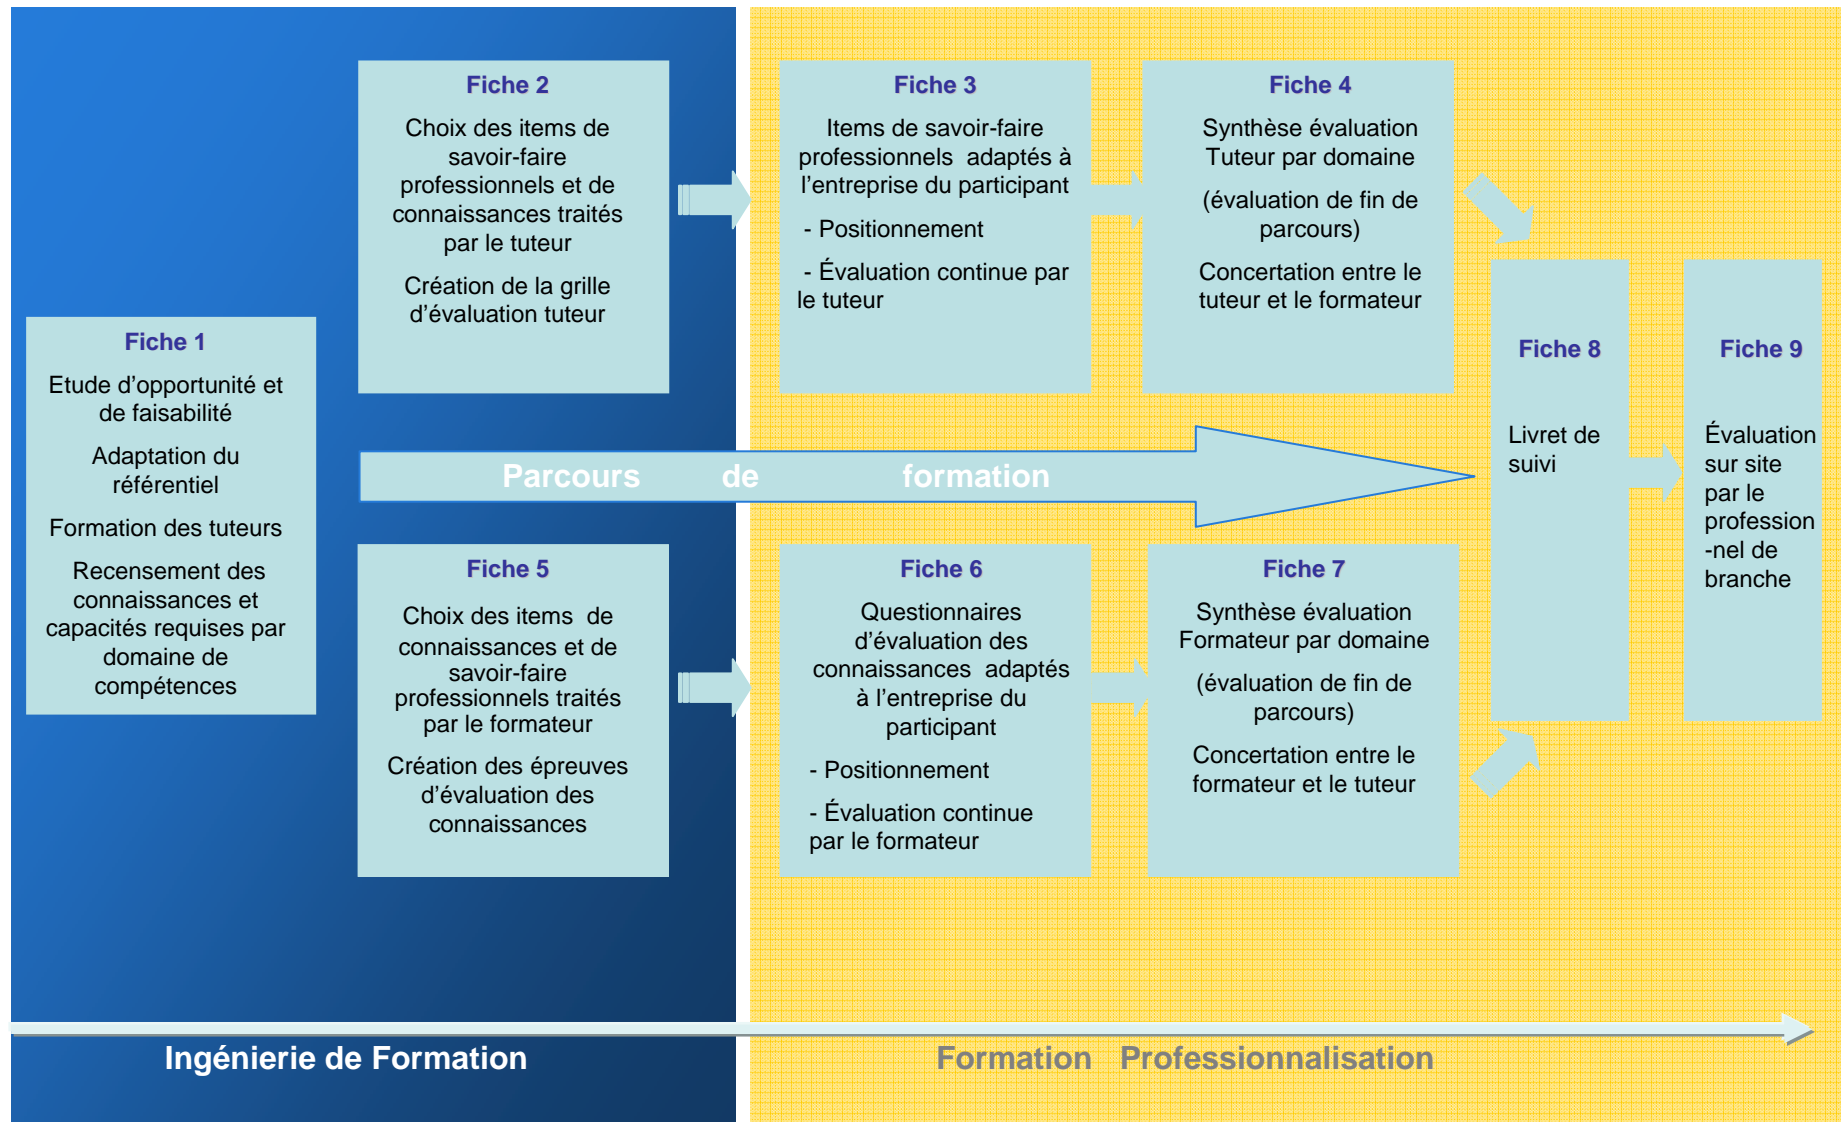 Fiche 1
Etude d'opportunité et
de faisabilité
Adaptation du
référentiel
Formation des tuteurs
Recensement des
connaissances et
capacités requises par
domaine de
compétences
Fiche 2
Choix des items de
savoir-faire
professionnels et de
connaissances traités
par le tuteur
Création de la grille
d'évaluation tuteur
Fiche 3
Items de savoir-faire
professionnels adaptés à
l'entreprise du participant
- Positionnement
- Évaluation continue par
le tuteur
Fiche 4
Synthèse évaluation
Tuteur par domaine
(évaluation de fin de
parcours)
Concertation entre le
tuteur et le formateur
Parcours de formation
Fiche 5
Choix des items de
connaissances et de
savoir-faire
professionnels traités
par le formateur
Création des épreuves
d'évaluation des
connaissances
Fiche 6
Questionnaires
d'évaluation des
connaissances adaptés
à l'entreprise du
participant
- Positionnement
- Évaluation continue
par le formateur
Fiche 7
Synthèse évaluation
Formateur par domaine
(évaluation de fin de
parcours)
Concertation entre le
formateur et le tuteur
Fiche 8
Livret de
suivi
Fiche 9
Évaluation
sur site
par le
profession
-nel de
branche
Ingénierie de Formation
Formation Professionnalisation